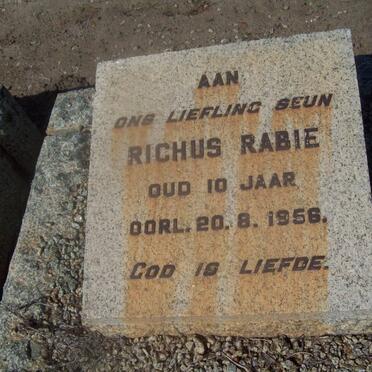 AAN
ONS LIEFLING SEUN
RICHUS RABIE
OUD 10 JAAR
OORL. 20. 8. 1956.
GOD IS LIEFDE.